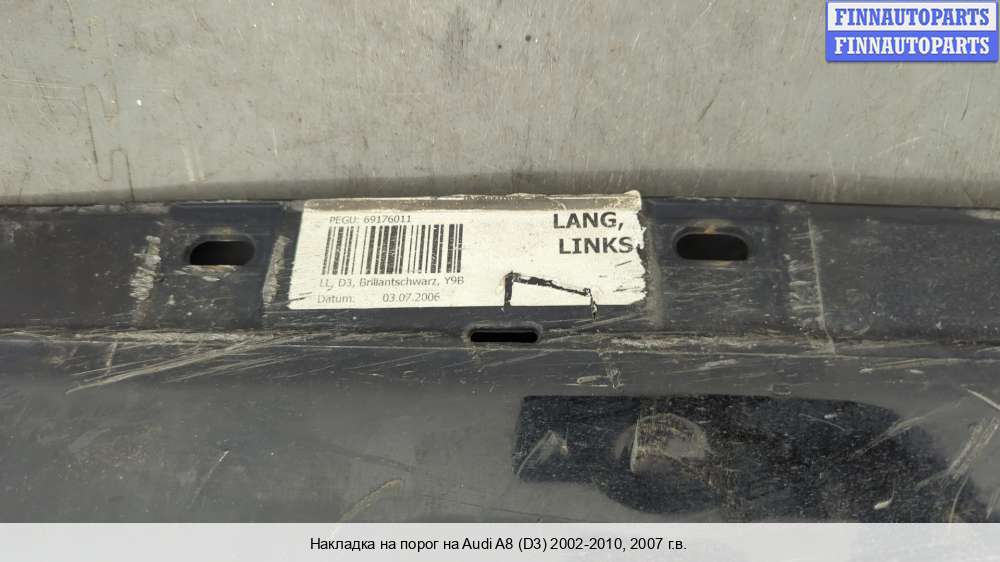 FINNAUTOPARTS
FINNAUTOPARTS
PEGU: 69176011
LANG,
LINKS
LL, D3, Brillantschwarz, Y9B
Datum: 03.07.2006
Накладка на порог на Audi A8 (D3) 2002-2010, 2007 г.в.